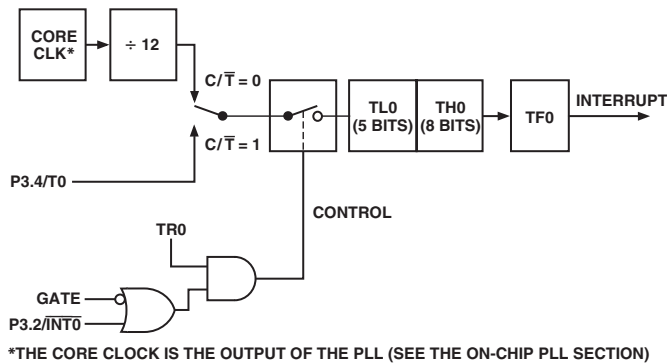 CORE
CLK*
÷ 12
C/T̅ = 0
C/T̅ = 1
TL0
(5 BITS)
TH0
(8 BITS)
TF0
INTERRUPT
P3.4/T0
CONTROL
TR0
GATE
P3.2/I̅N̅T̅0̅
*THE CORE CLOCK IS THE OUTPUT OF THE PLL (SEE THE ON-CHIP PLL SECTION)